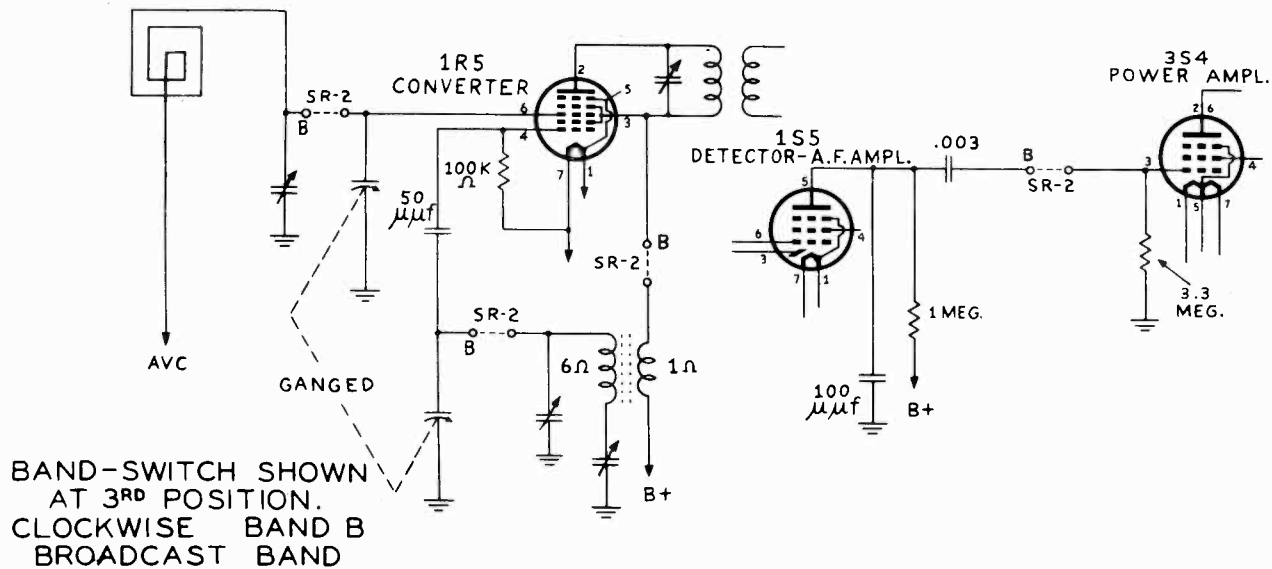 1R5
CONVERTER
2
5
6
3
4
7
1
SR-2
B
100K
Ω
50
μμf
SR-2
B
AVC
GANGED
6Ω
1Ω
B
SR-2
B+
1S5
DETECTOR-A.F. AMPL.
5
6
3
4
7
1
.003
B
SR-2
1 MEG.
100
μμf
B+
3S4
POWER AMPL.
2
6
3
4
1
5
7
3.3
MEG.
BAND-SWITCH SHOWN
AT 3RD POSITION.
CLOCKWISE BAND B
BROADCAST BAND